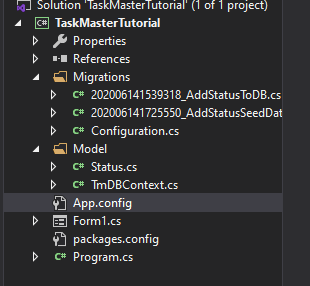 Solution 'TaskMasterTutorial' (1 of 1 project)
TaskMasterTutorial
Properties
References
Migrations
202006141539318_AddStatusToDB.cs
202006141725550_AddStatusSeedDat
Configuration.cs
Model
Status.cs
TmDBContext.cs
App.config
Form1.cs
packages.config
Program.cs